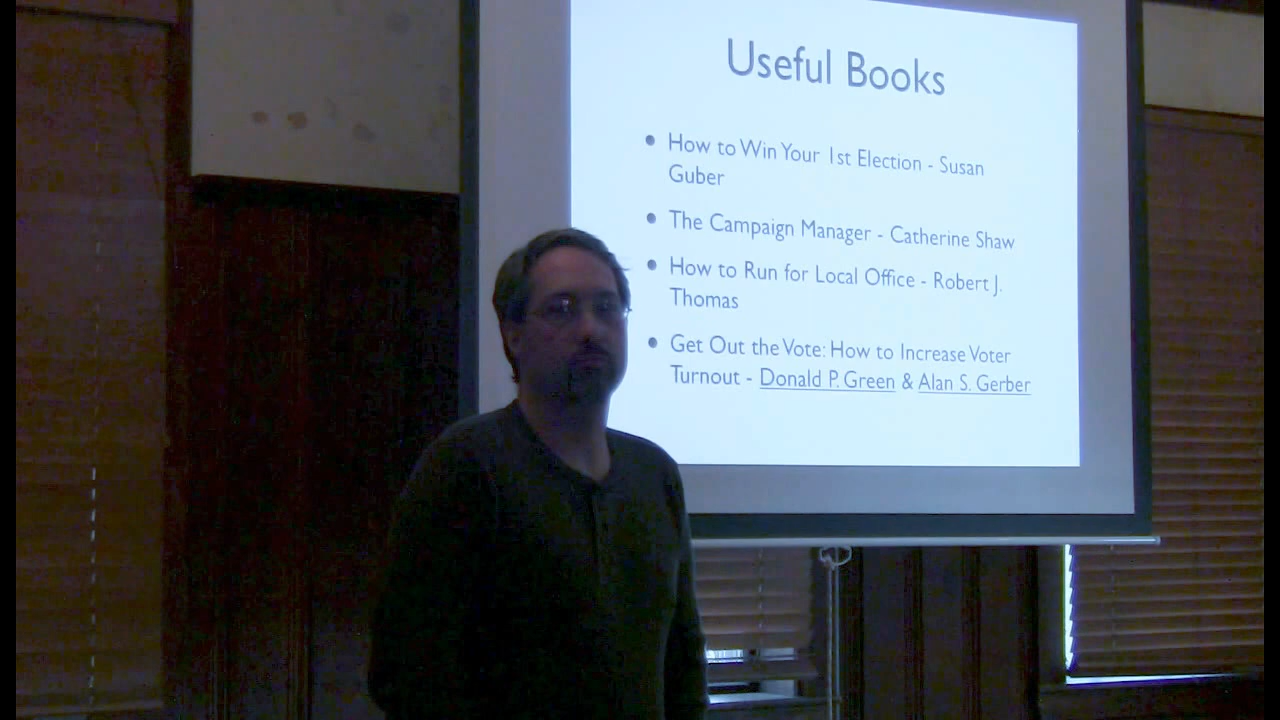 Useful Books
• How to Win Your 1st Election - Susan
Guber
• The Campaign Manager - Catherine Shaw
• How to Run for Local Office - Robert J.
Thomas
• Get Out the Vote: How to Increase Voter
Turnout - Donald P. Green & Alan S. Gerber